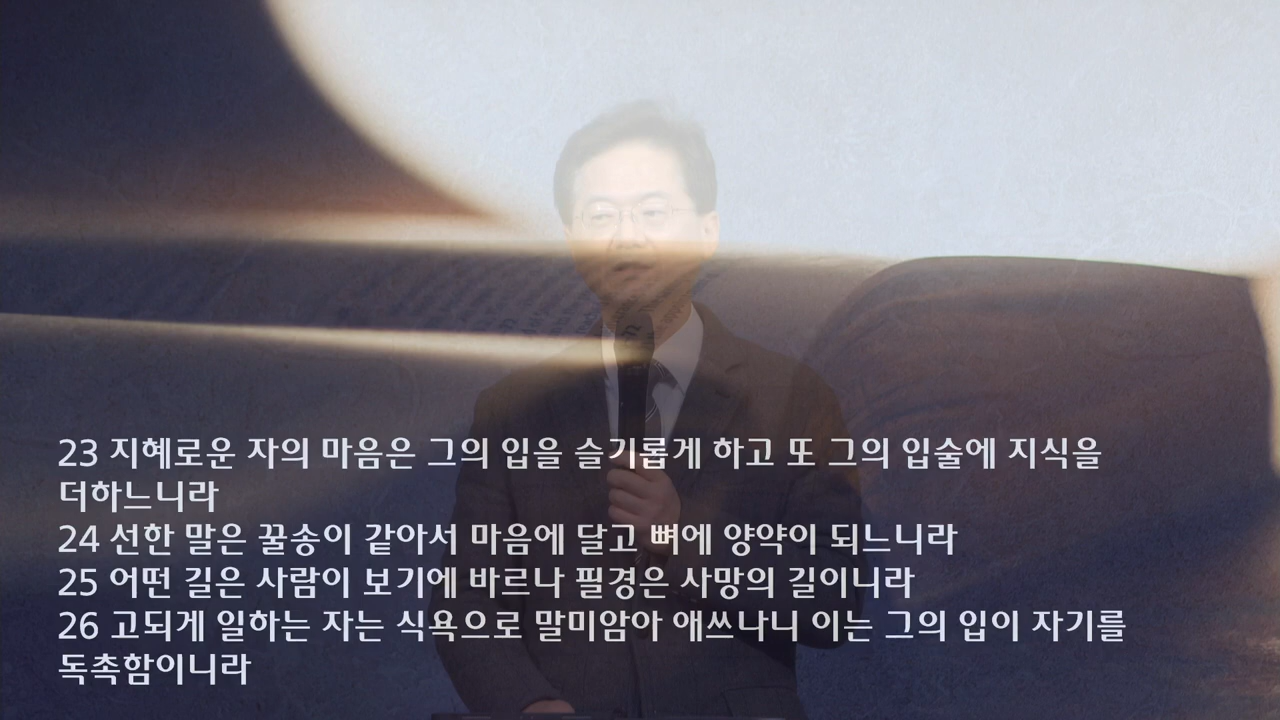 23 지혜로운 자의 마음은 그의 입을 슬기롭게 하고 또 그의 입술에 지식을
더하느니라
24 선한 말은 꿀송이 같아서 마음에 달고 뼈에 양약이 되느니라
25 어떤 길은 사람이 보기에 바르나 필경은 사망의 길이니라
26 고되게 일하는 자는 식욕으로 말미암아 애쓰나니 이는 그의 입이 자기를
독촉함이니라